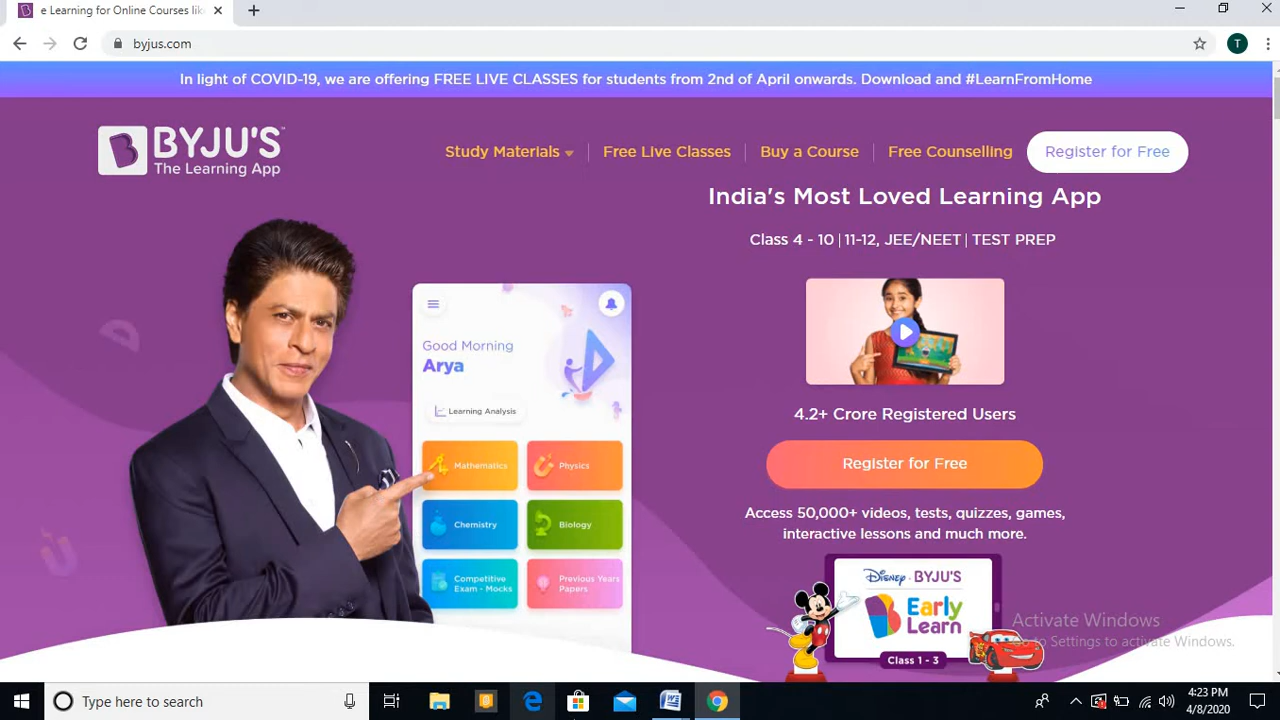 e Learning for Online Courses lik
byjus.com
T
In light of COVID-19, we are offering FREE LIVE CLASSES for students from 2nd of April onwards. Download and #LearnFromHome
BYJU'S
The Learning App
Study Materials
Free Live Classes
Buy a Course
Free Counselling
Register for Free
India's Most Loved Learning App
Class 4 - 10 | 11-12, JEE/NEET | TEST PREP
Good Morning
Arya
Learning Analysis
Mathematics
Physics
Chemistry
Biology
Competitive
Exam - Mocks
Previous Years
Papers
4.2+ Crore Registered Users
Register for Free
Access 50,000+ videos, tests, quizzes, games,
interactive lessons and much more.
Disney · BYJU'S
Early
Learn
Class 1 - 3
Activate Windows
Go to Settings to activate Windows.
Type here to search
4:23 PM
4/8/2020